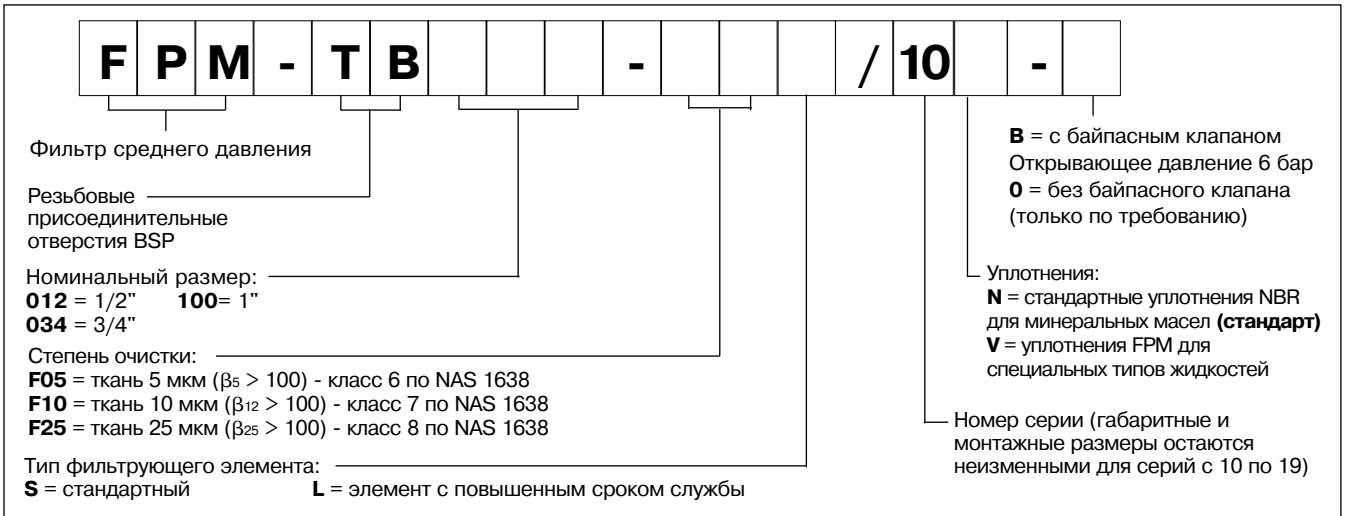 FPM - TB - / 10 -
Фильтр среднего давления
Резьбовые
присоединительные
отверстия BSP
Номинальный размер:
012 = 1/2" 100= 1"
034 = 3/4"
Степень очистки:
F05 = ткань 5 мкм (β5 > 100) - класс 6 по NAS 1638
F10 = ткань 10 мкм (β12 > 100) - класс 7 по NAS 1638
F25 = ткань 25 мкм (β25 > 100) - класс 8 по NAS 1638
Тип фильтрующего элемента:
S = стандартный L = элемент с повышенным сроком службы
B = с байпасным клапаном
Открывающее давление 6 бар
0 = без байпасного клапана
(только по требованию)
Уплотнения:
N = стандартные уплотнения NBR
для минеральных масел (стандарт)
V = уплотнения FPM для
специальных типов жидкостей
Номер серии (габаритные и
монтажные размеры остаются
неизменными для серий с 10 по 19)